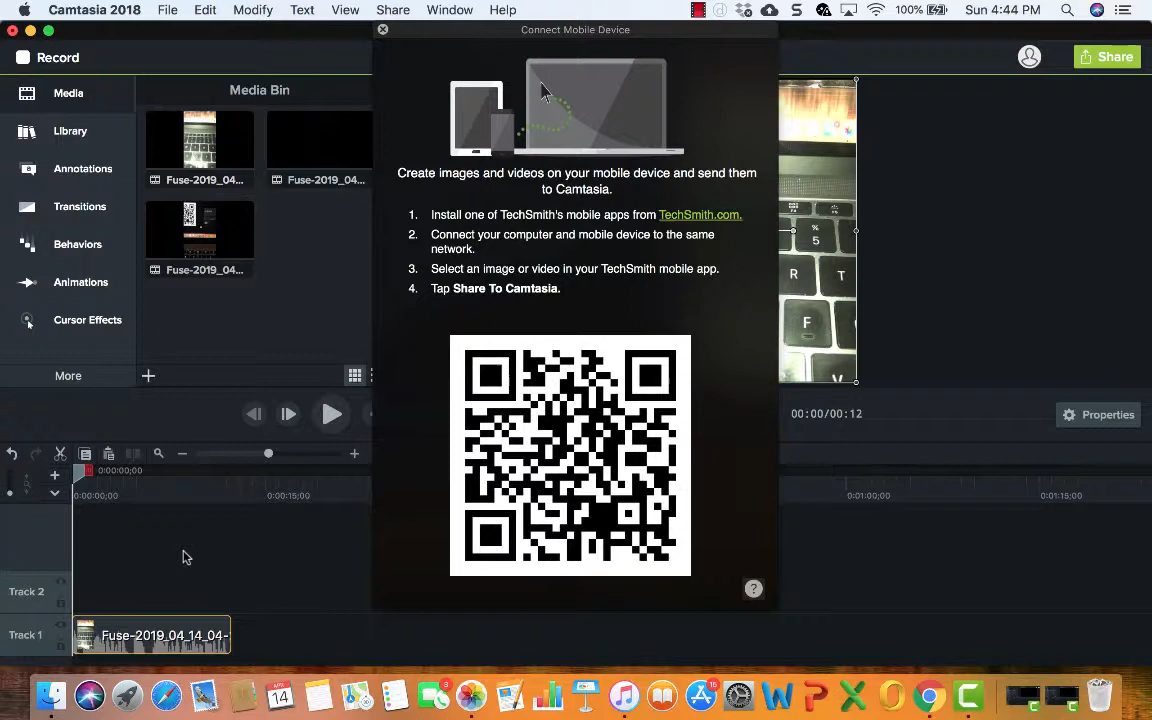 Camtasia 2018 File Edit Modify Text View Share Window Help 100% Sun 4:44 PM
Connect Mobile Device
Record
Share
Media
Media Bin
Library
Annotations
Transitions
Behaviors
Animations
Cursor Effects
More
Fuse-2019_04...
Fuse-2019_04...
Fuse-2019_04...
Create images and videos on your mobile device and send them
to Camtasia.
1. Install one of TechSmith's mobile apps from TechSmith.com.
2. Connect your computer and mobile device to the same
network.
3. Select an image or video in your TechSmith mobile app.
4. Tap Share To Camtasia.
?
% 5
R T
F
V
00:00/00:12
Properties
0:00:00;00
0:00:00;00 0:00:15;00 0:01:00;00 0:01:15;00
Track 2
Track 1
Fuse-2019_04_14_04-
14
3
15